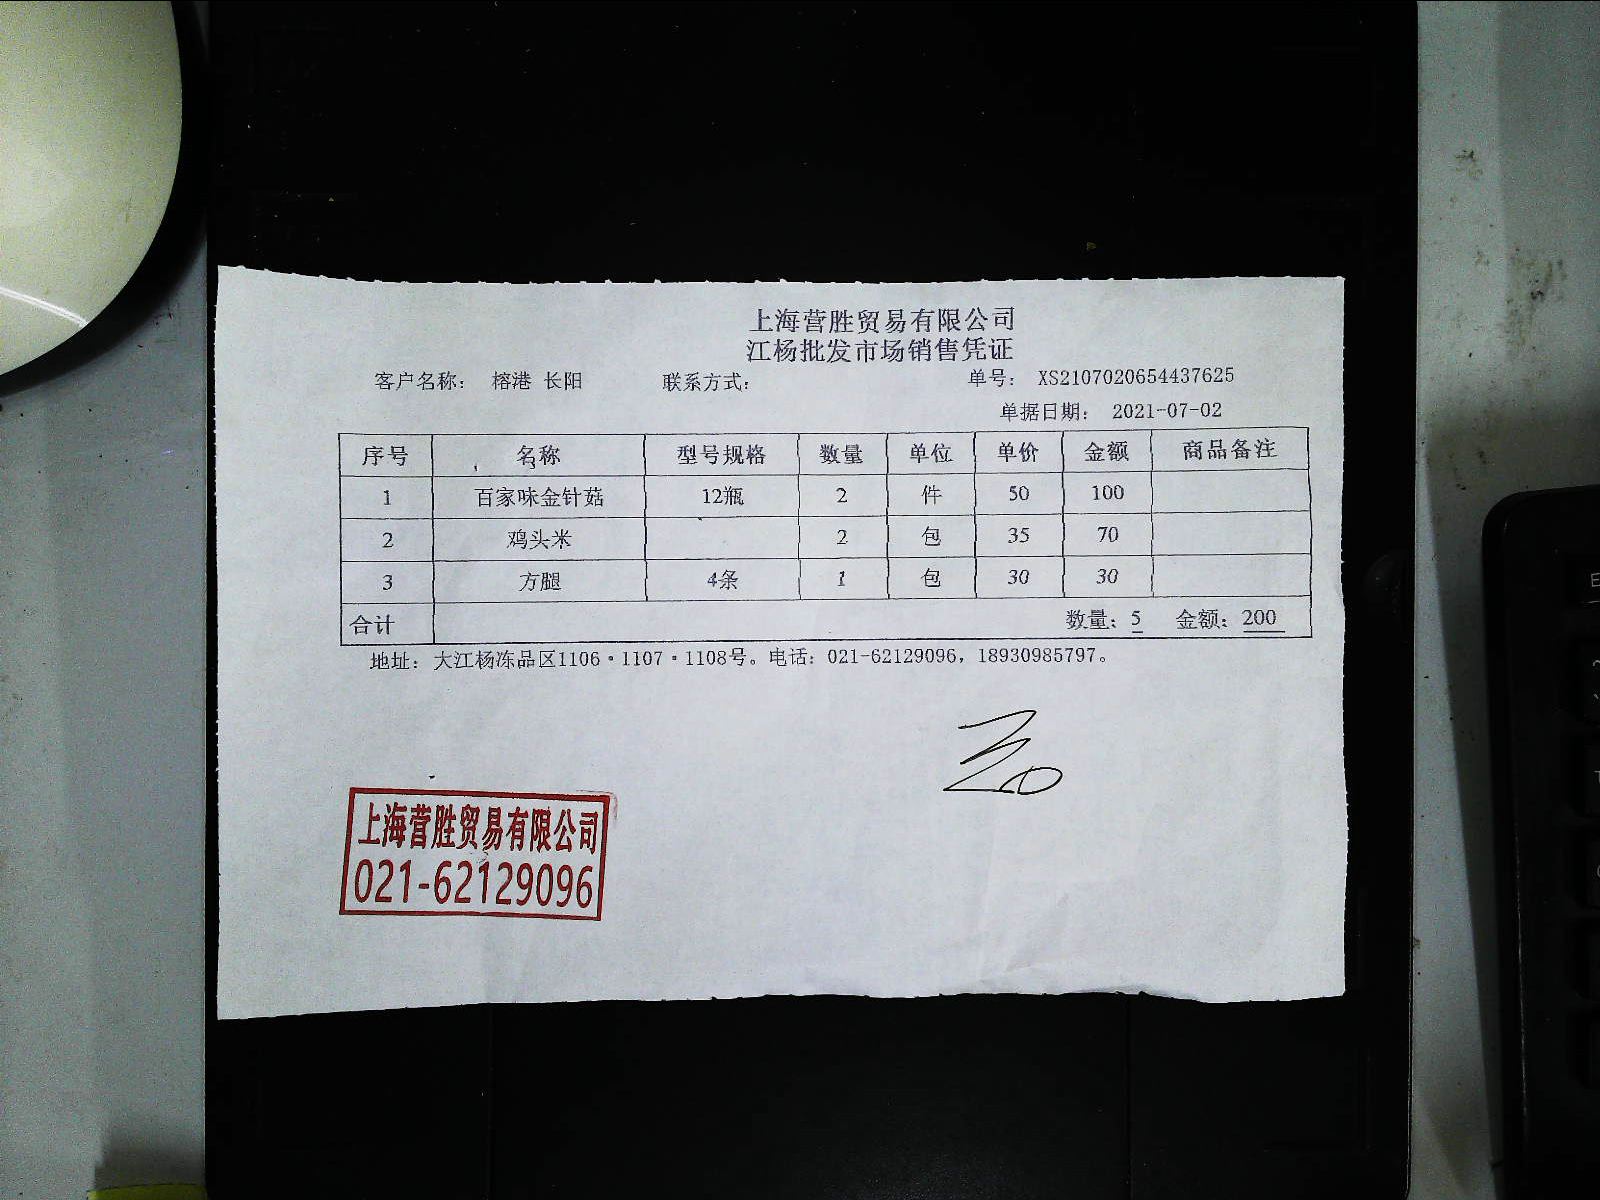 上海营胜贸易有限公司
江杨批发市场销售凭证
客户名称： 榕港 长阳 联系方式： 单号： XS2107020654437625
单据日期： 2021-07-02
序号 名称 型号规格 数量 单位 单价 金额 商品备注
1 百家味金针菇 12瓶 2 件 50 100
2 鸡头米 2 包 35 70
3 方腿 4条 1 包 30 30
合计 数量：5 金额：200
地址：大江杨冻品区1106·1107·1108号。电话：021-62129096，18930985797。
上海营胜贸易有限公司
021-62129096